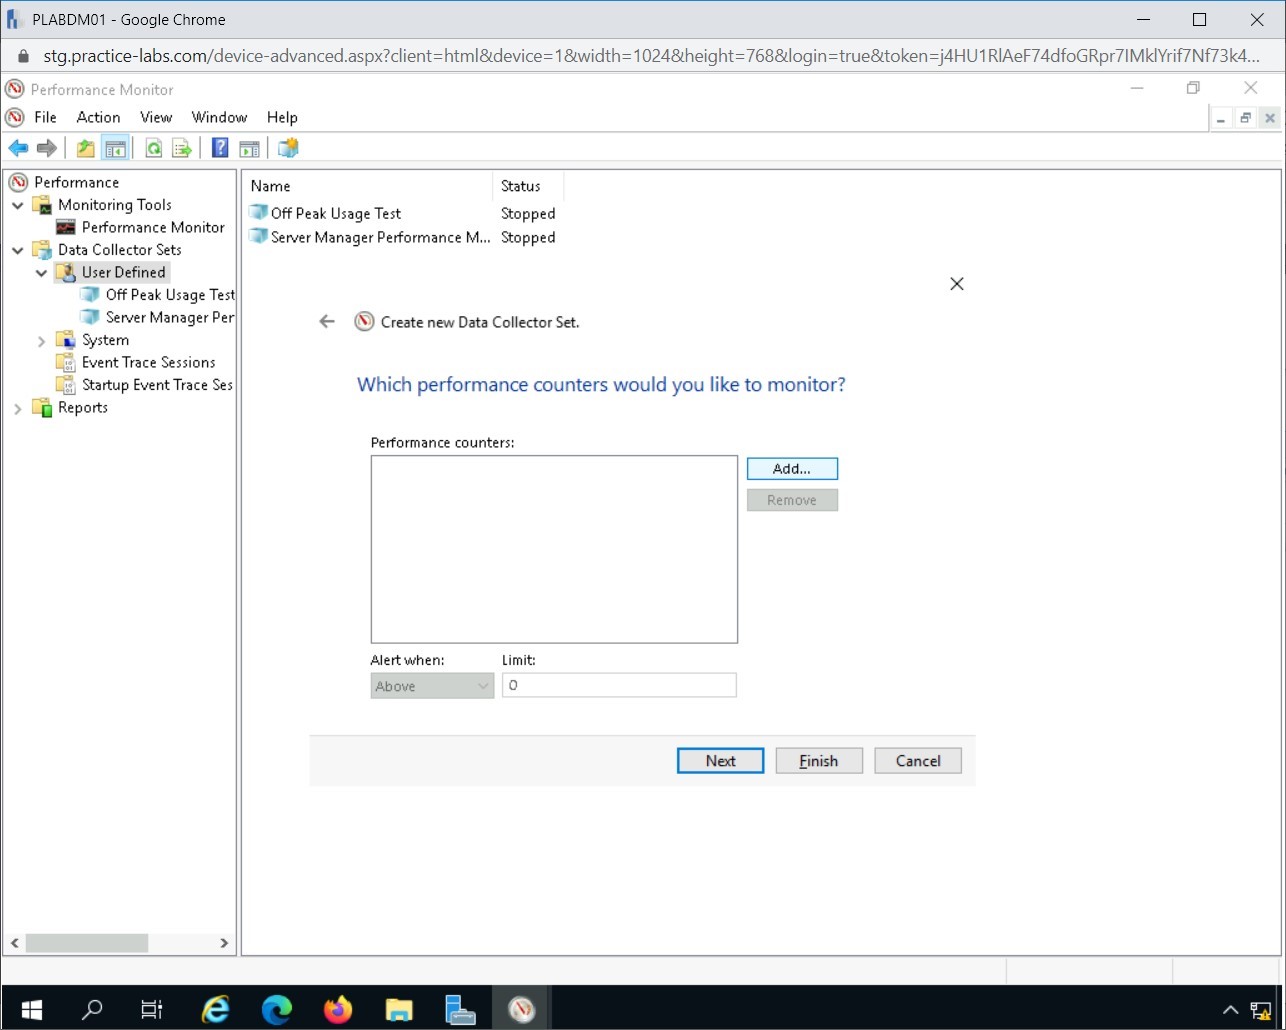 PLABDM01 - Google Chrome
stg.practice-labs.com/device-advanced.aspx?client=html&device=1&width=1024&height=768&login=true&token=j4HU1RlAeF74dfoGRpr7IMklYrif7Nf73k4...
Performance Monitor
File Action View Window Help
Performance
Monitoring Tools
Performance Monitor
Data Collector Sets
User Defined
Off Peak Usage Test
Server Manager Per
System
Event Trace Sessions
Startup Event Trace Ses
Reports
Name Status
Off Peak Usage Test Stopped
Server Manager Performance M... Stopped
Create new Data Collector Set.
Which performance counters would you like to monitor?
Performance counters:
Add...
Remove
Alert when: Limit:
Above 0
Next Finish Cancel